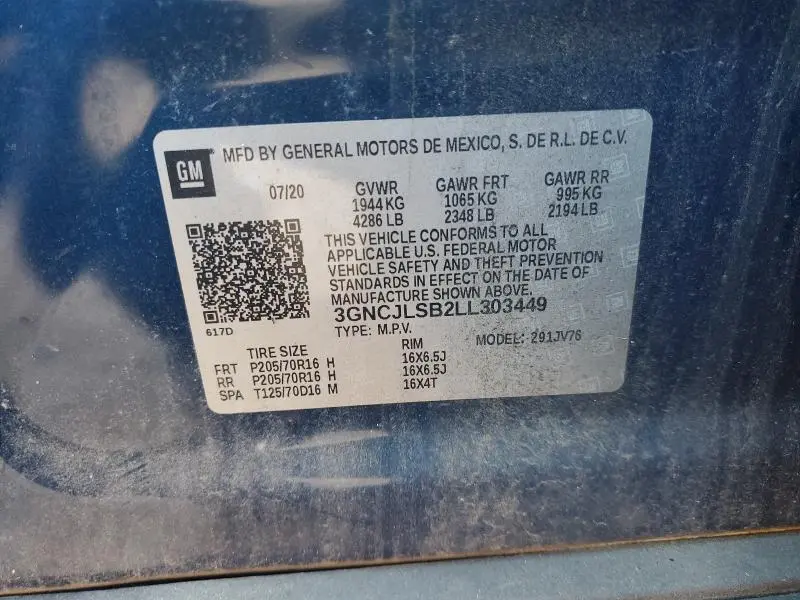 GM
MFD BY GENERAL MOTORS DE MEXICO, S. DE R.L. DE C.V.
07/20 GVWR GAWR FRT GAWR RR
1944 KG 1065 KG 995 KG
4286 LB 2348 LB 2194 LB
THIS VEHICLE CONFORMS TO ALL
APPLICABLE U.S. FEDERAL MOTOR
VEHICLE SAFETY AND THEFT PREVENTION
STANDARDS IN EFFECT ON THE DATE OF
MANUFACTURE SHOWN ABOVE.
3GNCJLSB2LL303449
617D
TYPE: M.P.V. MODEL: 291JV76
TIRE SIZE RIM
FRT P205/70R16 H 16X6.5J
RR P205/70R16 H 16X6.5J
SPA T125/70D16 M 16X4T